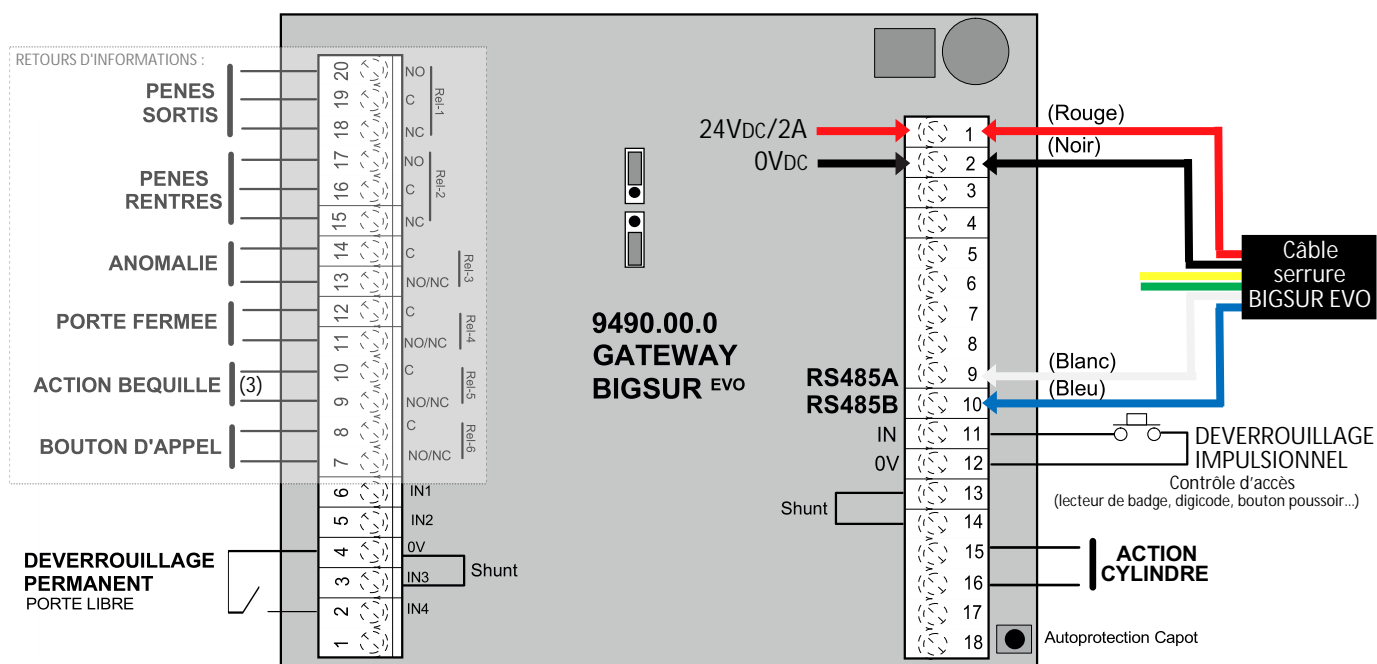 RETOURS D'INFORMATIONS :
PENES
SORTIS
PENES
RENTRES
ANOMALIE
PORTE FERMEE
ACTION BEQUILLE (3)
BOUTON D'APPEL
DEVERROUILLAGE
PERMANENT
PORTE LIBRE
20 NO
19 C
18 NC
Rel-1
17 NO
16 C
15 NC
Rel-2
14 C
13 NO/NC
Rel-3
12 C
11 NO/NC
Rel-4
10 C
9 NO/NC
Rel-5
8 C
7 NO/NC
Rel-6
6 IN1
5 IN2
4 0V
3 IN3
Shunt
2 IN4
1
9490.00.0
GATEWAY
BIGSUR EVO
24VDC/2A 1 (Rouge)
0VDC 2 (Noir)
3
4
5
6
7
8
RS485A 9 (Blanc)
RS485B 10 (Bleu)
IN 11
0V 12
Shunt
13
14
15
16
17
18
Câble
serrure
BIGSUR EVO
DEVERROUILLAGE
IMPULSIONNEL
Contrôle d'accès
(lecteur de badge, digicode, bouton poussoir...)
ACTION
CYLINDRE
Autoprotection Capot